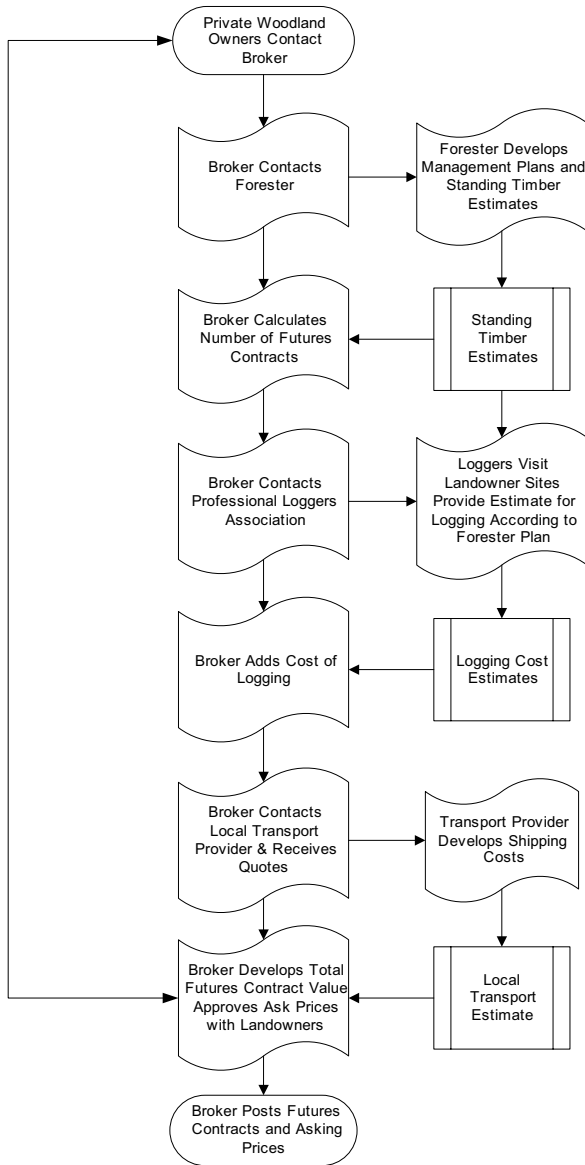 Private Woodland
Owners Contact
Broker
Broker Contacts
Forester
Forester Develops
Management Plans and
Standing Timber
Estimates
Broker Calculates
Number of Futures
Contracts
Standing
Timber
Estimates
Broker Contacts
Professional Loggers
Association
Loggers Visit
Landowner Sites
Provide Estimate for
Logging According to
Forester Plan
Broker Adds Cost of
Logging
Logging Cost
Estimates
Broker Contacts
Local Transport
Provider & Receives
Quotes
Transport Provider
Develops Shipping
Costs
Broker Develops Total
Futures Contract Value
Approves Ask Prices
with Landowners
Local
Transport
Estimate
Broker Posts Futures
Contracts and Asking
Prices